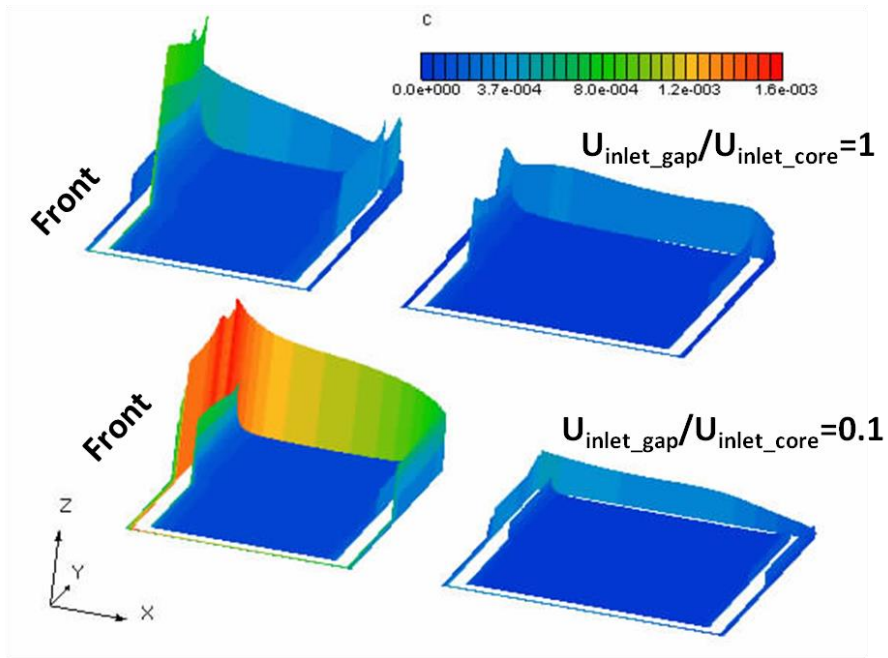 C
0.0e+000 3.7e-004 8.0e-004 1.2e-003 1.6e-003
Uinlet_gap/Uinlet_core=1
Front
Uinlet_gap/Uinlet_core=0.1
Front
Z
Y
X